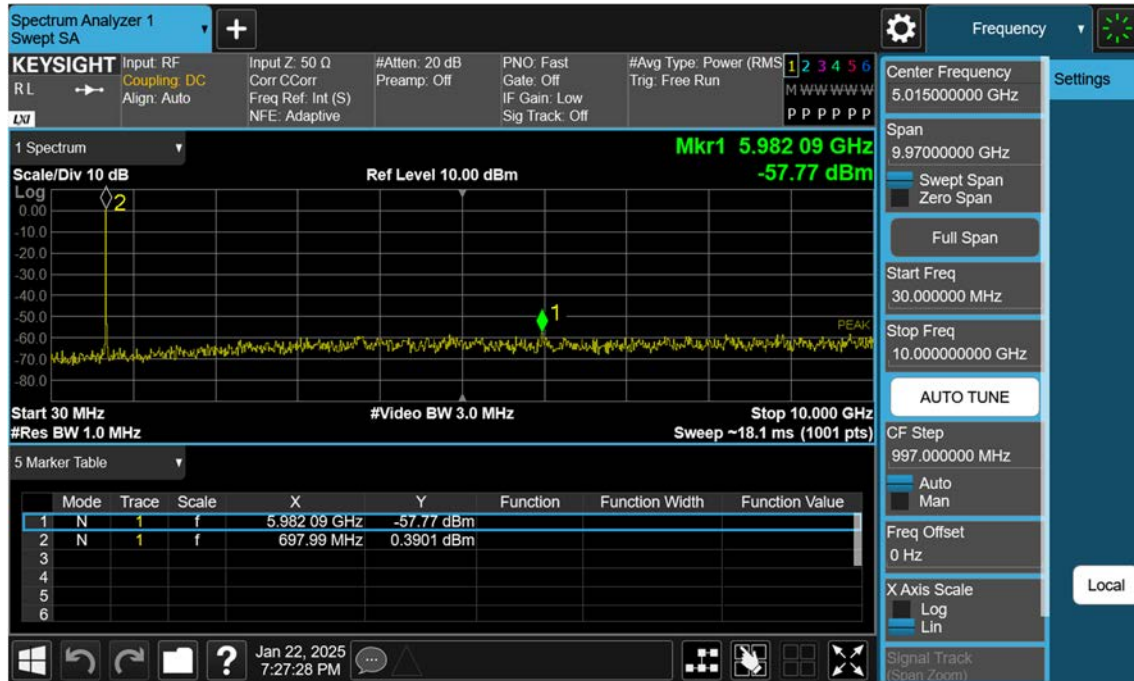 Spectrum Analyzer 1
Swept SA
+
Frequency
KEYSIGHT
RL
LXI
Input: RF
Coupling: DC
Align: Auto
Input Z: 50 Ω
Corr CCorr
Freq Ref: Int (S)
NFE: Adaptive
#Atten: 20 dB
Preamp: Off
PNO: Fast
Gate: Off
IF Gain: Low
Sig Track: Off
#Avg Type: Power (RMS
Trig: Free Run
1 2 3 4 5 6
M W W W W W
P P P P P P
Center Frequency
5.015000000 GHz
Settings
1 Spectrum
Mkr1 5.982 09 GHz
-57.77 dBm
Scale/Div 10 dB
Ref Level 10.00 dBm
Span
9.97000000 GHz
Swept Span
Zero Span
Full Span
Log
0.00
-10.0
-20.0
-30.0
-40.0
-50.0
-60.0
-70.0
-80.0
2
1
PEAK
Start Freq
30.000000 MHz
Stop Freq
10.000000000 GHz
AUTO TUNE
Start 30 MHz
#Video BW 3.0 MHz
Stop 10.000 GHz
#Res BW 1.0 MHz
Sweep ~18.1 ms (1001 pts)
CF Step
997.000000 MHz
Auto
Man
5 Marker Table
Mode Trace Scale X Y Function Function Width Function Value
1 N 1 f 5.982 09 GHz -57.77 dBm
2 N 1 f 697.99 MHz 0.3901 dBm
3
4
5
6
Freq Offset
0 Hz
X Axis Scale
Log
Lin
Local
Signal Track
(Span Zoom)
?
Jan 22, 2025
7:27:28 PM